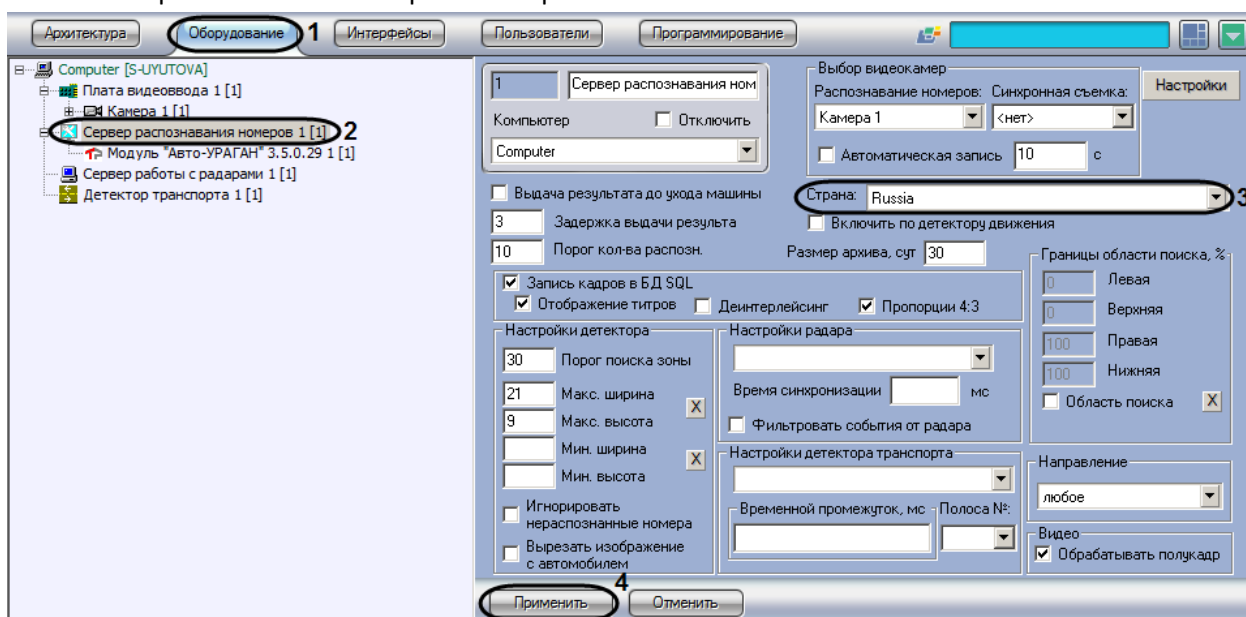 Архитектура Оборудование 1 Интерфейсы Пользователи Программирование
Computer [S-UYUTOVA]
Плата видеоввода 1 [1]
Камера 1 [1]
Сервер распознавания номеров 1 [1] 2
Модуль "Авто-УРАГАН" 3.5.0.29 1 [1]
Сервер работы с радарами 1 [1]
Детектор транспорта 1 [1]
1 Сервер распознавания ном
Компьютер Отключить
Computer
Выбор видеокамер
Распознавание номеров: Синхронная съемка:
Камера 1 <нет>
Автоматическая запись 10 с
Настройки
Выдача результата до ухода машины
Страна: Russia 3
3 Задержка выдачи результа
Включить по детектору движения
10 Порог кол-ва распозн.
Размер архива, сут 30
Запись кадров в БД SQL
Отображение титров Деинтерлейсинг Пропорции 4:3
Границы области поиска, %
0 Левая
0 Верхняя
100 Правая
100 Нижняя
Область поиска X
Настройки детектора
30 Порог поиска зоны
21 Макс. ширина
X
9 Макс. высота
Мин. ширина
X
Мин. высота
Игнорировать
нераспознанные номера
Вырезать изображение
с автомобилем
Настройки радара
Время синхронизации мс
Фильтровать события от радара
Настройки детектора транспорта
Временной промежуток, мс Полоса №:
Направление
любое
Видео
Обрабатывать полукадр
4
Применить Отменить